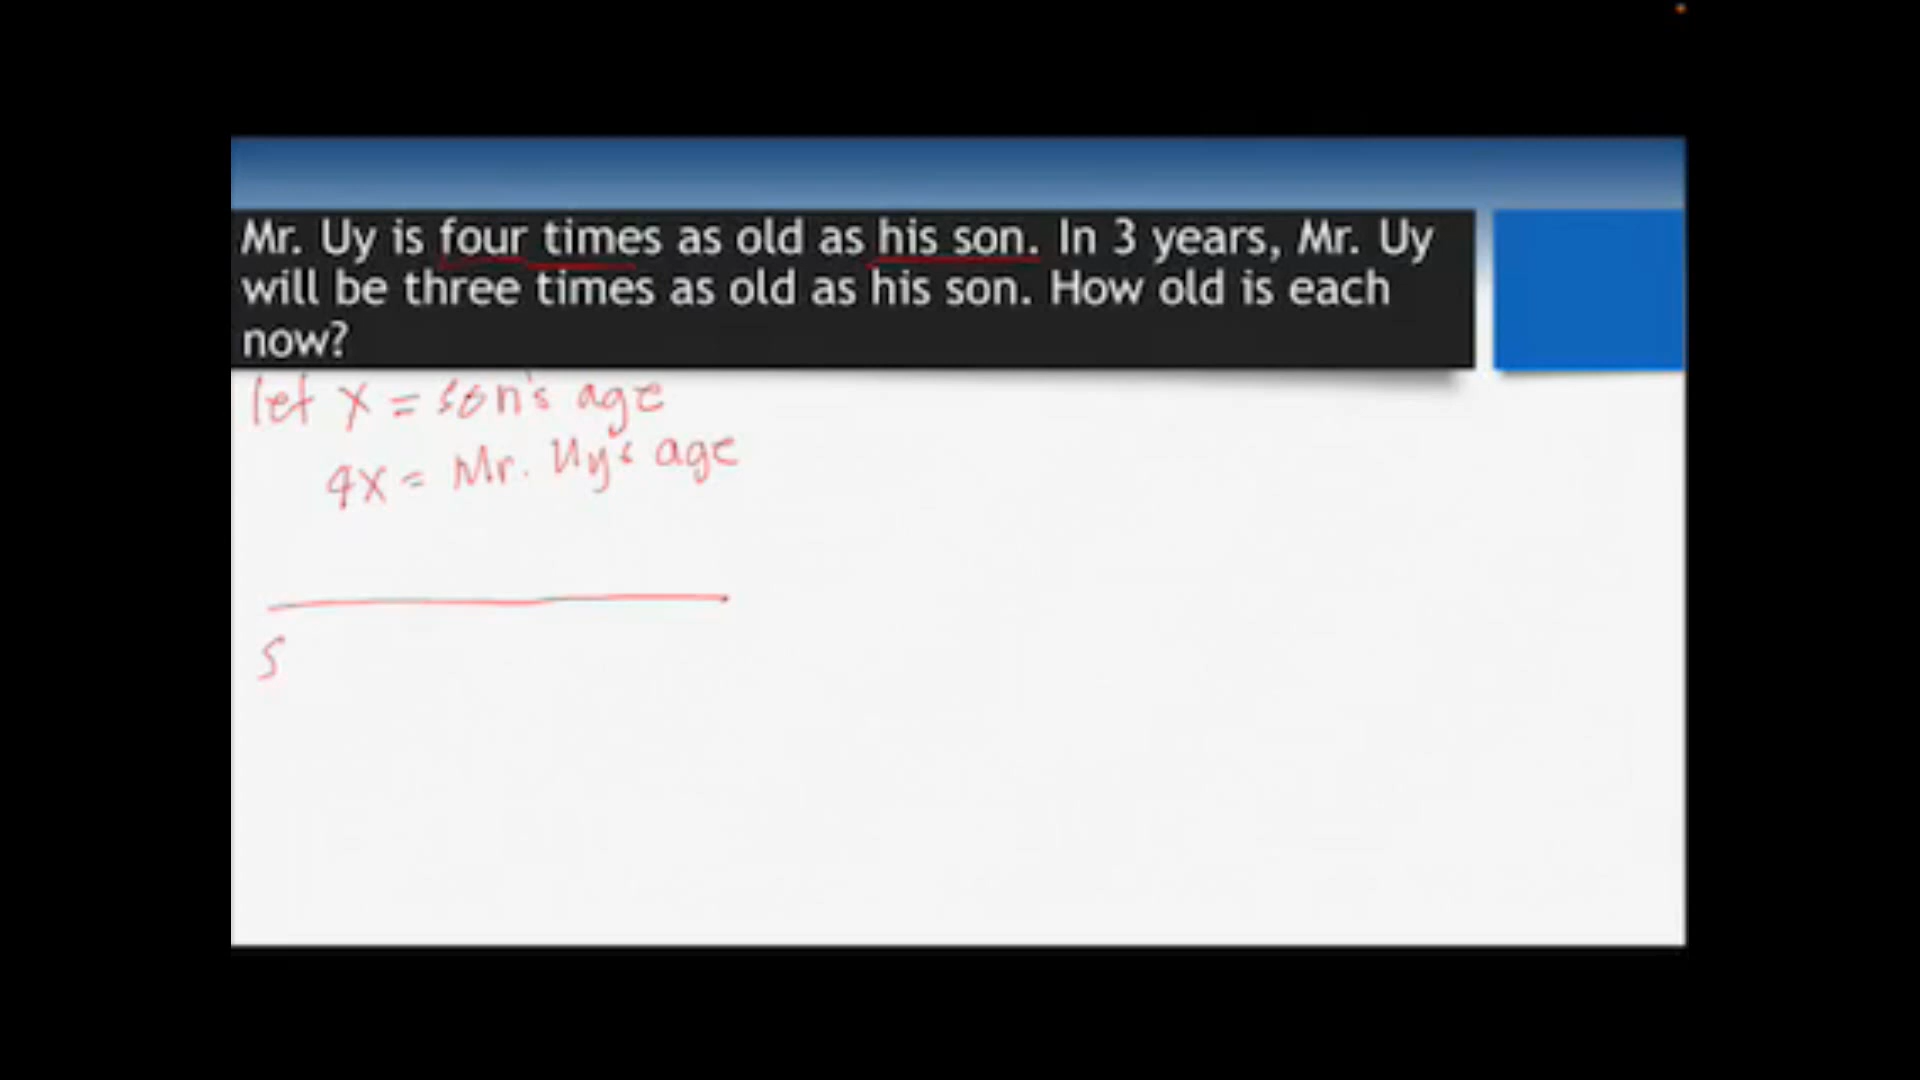 Mr. Uy is four times as old as his son. In 3 years, Mr. Uy
will be three times as old as his son. How old is each
now?
let x = son's age
4x = Mr. Uy's age
S